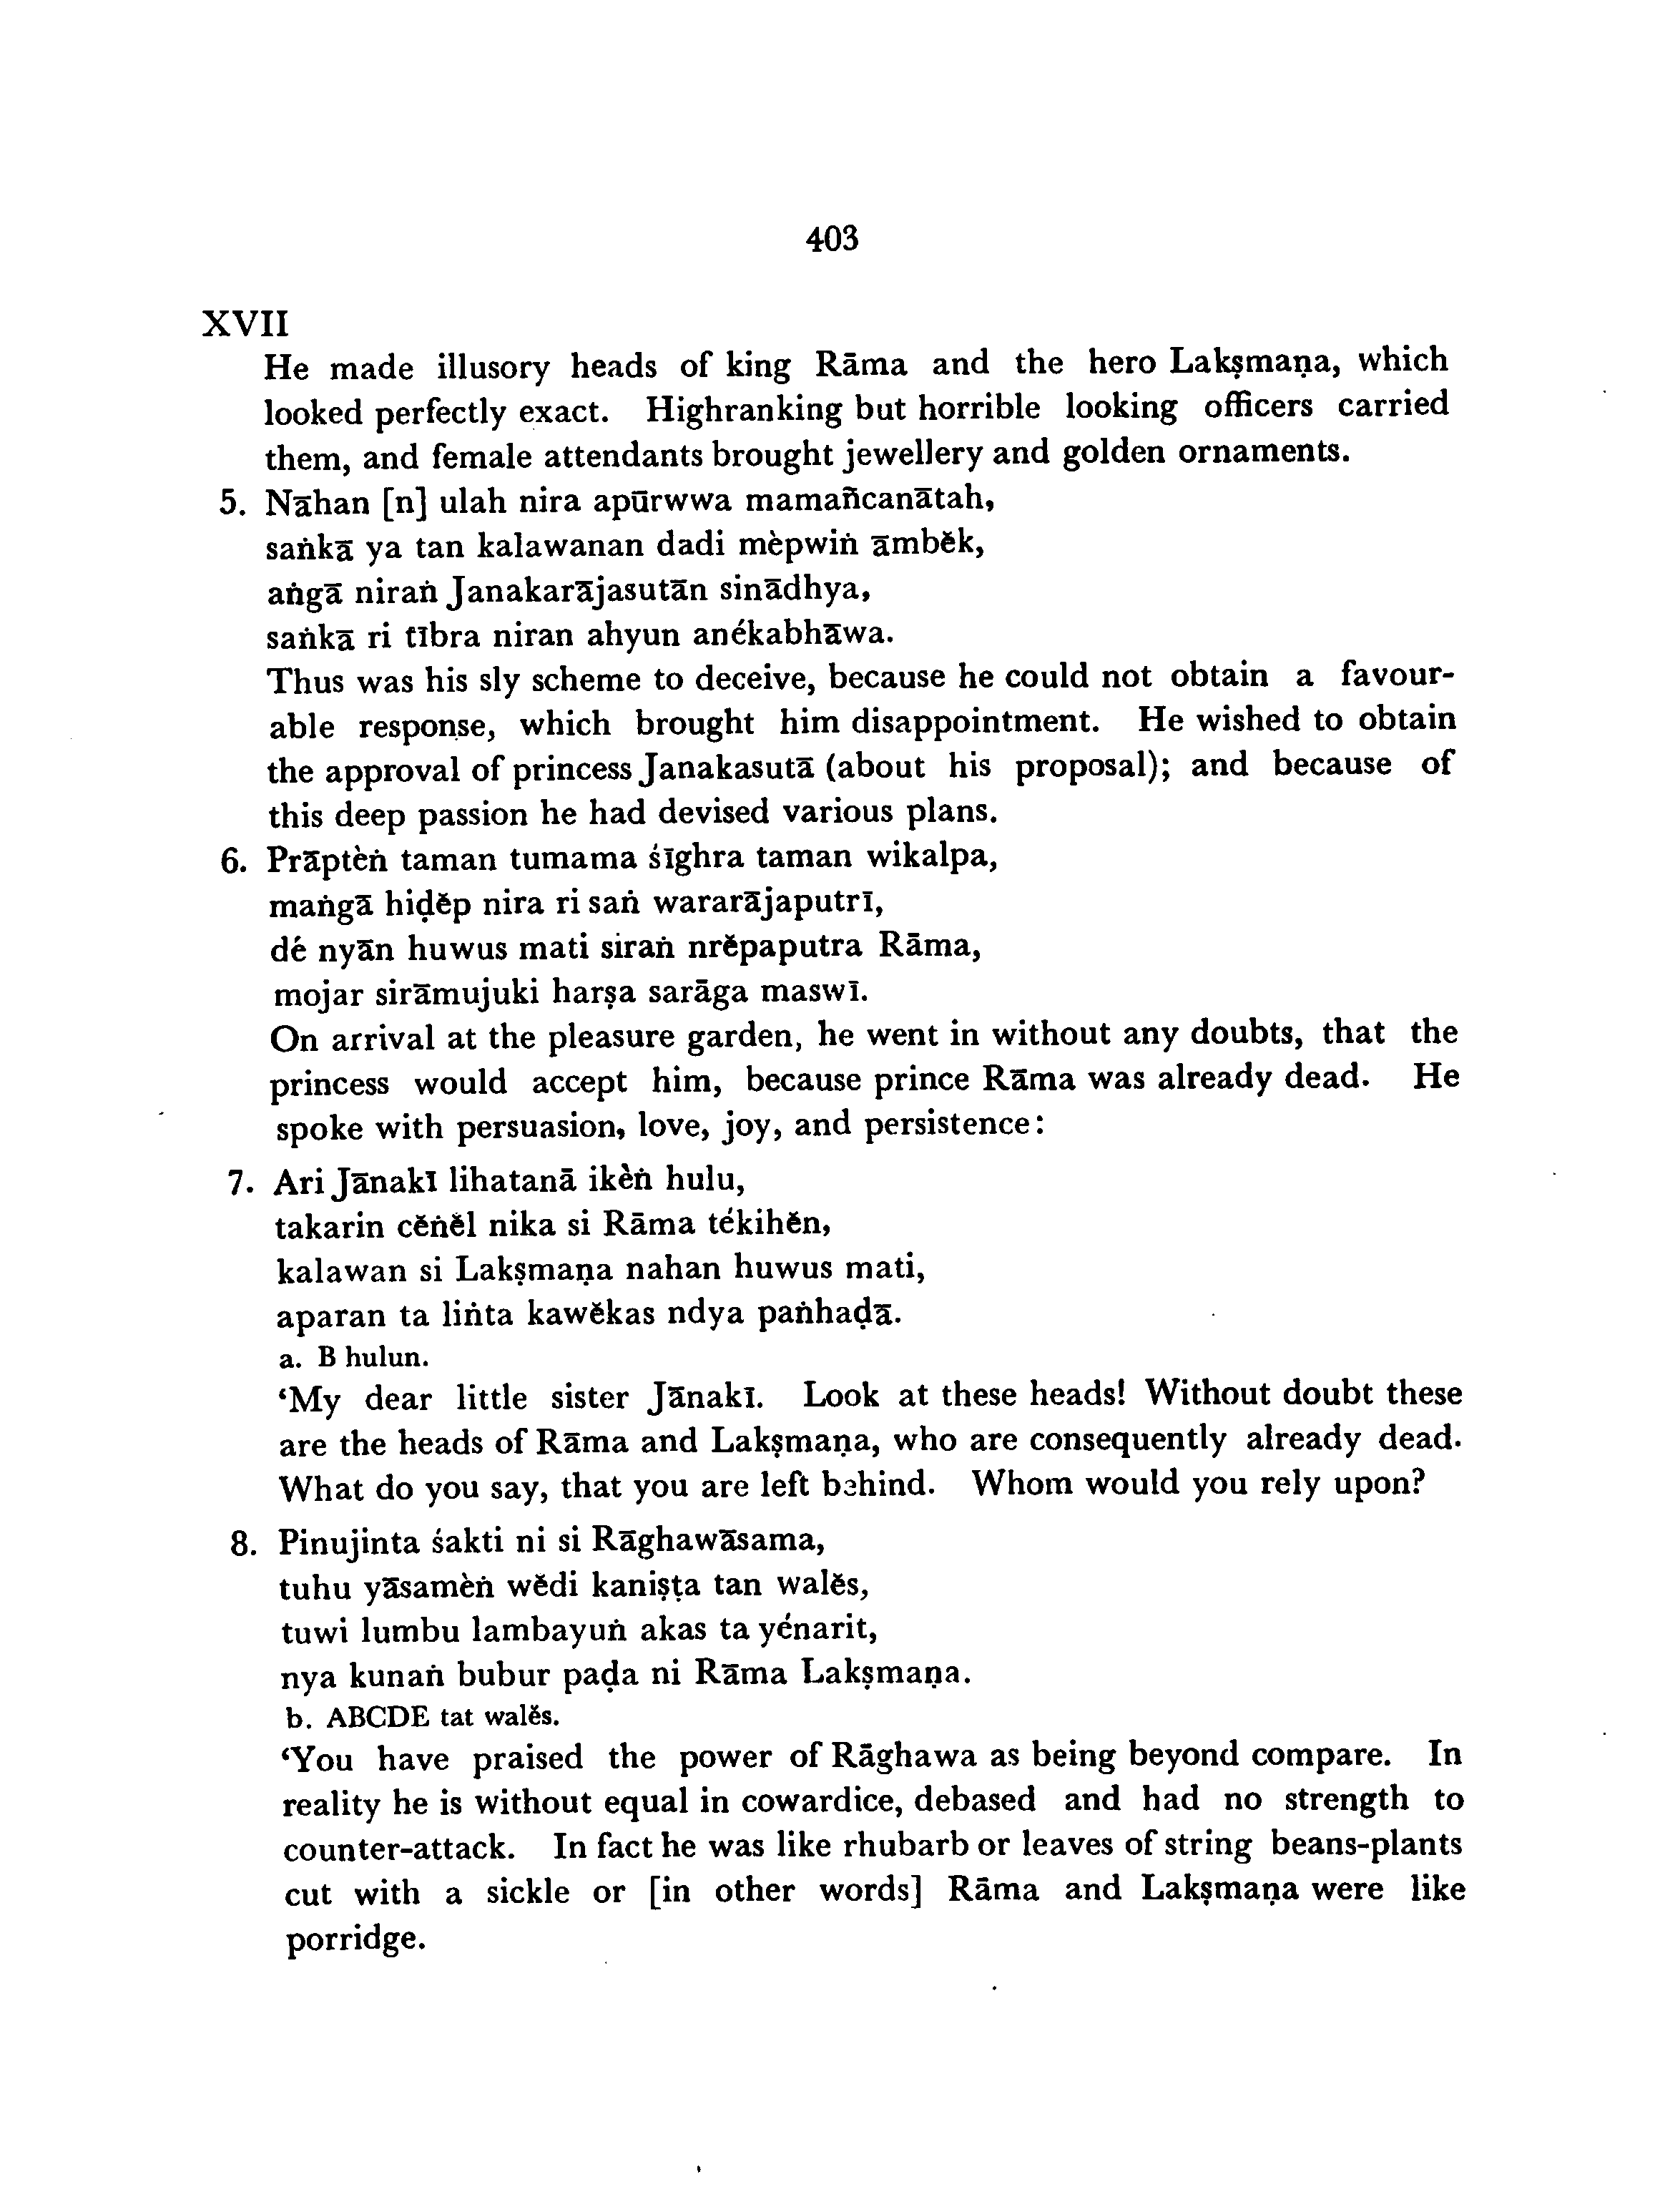 403
XVII
He made illusory heads of king Rāma and the hero Lakṣmaṇa, which
looked perfectly exact. Highranking but horrible looking officers carried
them, and female attendants brought jewellery and golden ornaments.
5. Nāhan [n] ulah nira apūrwwa mamañcanātah,
saṅkā ya tan kalawanan dadi mèpwiṅ āmbĕk,
aṅgā niraṅ Janakarājasutān sinādhya,
saṅkā ri tībra niran ahyun anékabhāwa.
Thus was his sly scheme to deceive, because he could not obtain a favour-
able response, which brought him disappointment. He wished to obtain
the approval of princess Janakasutā (about his proposal); and because of
this deep passion he had devised various plans.
6. Prāptèṅ taman tumama śīghra taman wikalpa,
maṅgā hiḍĕp nira ri saṅ wararājaputrī,
dé nyān huwus mati siraṅ nrĕpaputra Rāma,
mojar sirāmujuki harṣa sarāga maswī.
On arrival at the pleasure garden, he went in without any doubts, that the
princess would accept him, because prince Rāma was already dead. He
spoke with persuasion, love, joy, and persistence:
7. Ari Jānakī lihatanā ikèṅ hulu,
takarin cĕṅĕl nika si Rāma tékihĕn,
kalawan si Lakṣmaṇa nahan huwus mati,
aparan ta liṅta kawĕkas ndya paṅhaḍā.
a. B hulun.
‘My dear little sister Jānakī. Look at these heads! Without doubt these
are the heads of Rāma and Lakṣmaṇa, who are consequently already dead.
What do you say, that you are left behind. Whom would you rely upon?
8. Pinujinta śakti ni si Rāghawāsama,
tuhu yāsamèṅ wĕdi kaniṣṭa tan walĕs,
tuwi lumbu lambayuṅ akas ta yénarit,
nya kunaṅ bubur paḍa ni Rāma Lakṣmaṇa.
b. ABCDE tat walĕs.
‘You have praised the power of Rāghawa as being beyond compare. In
reality he is without equal in cowardice, debased and had no strength to
counter-attack. In fact he was like rhubarb or leaves of string beans-plants
cut with a sickle or [in other words] Rāma and Lakṣmaṇa were like
porridge.